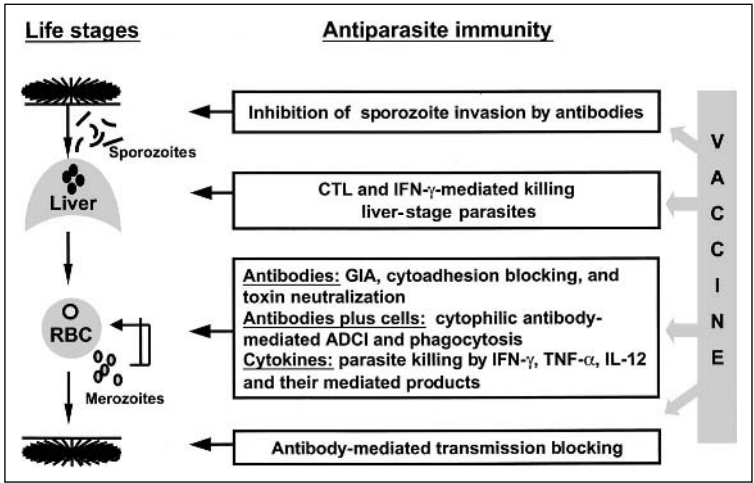 Life stages
Antiparasite immunity
Inhibition of sporozoite invasion by antibodies
Sporozoites
Liver
CTL and IFN-γ-mediated killing
liver-stage parasites
Antibodies: GIA, cytoadhesion blocking, and
toxin neutralization
Antibodies plus cells: cytophilic antibody-
mediated ADCI and phagocytosis
Cytokines: parasite killing by IFN-γ, TNF-α, IL-12
and their mediated products
RBC
Merozoites
Antibody-mediated transmission blocking
VACCINE